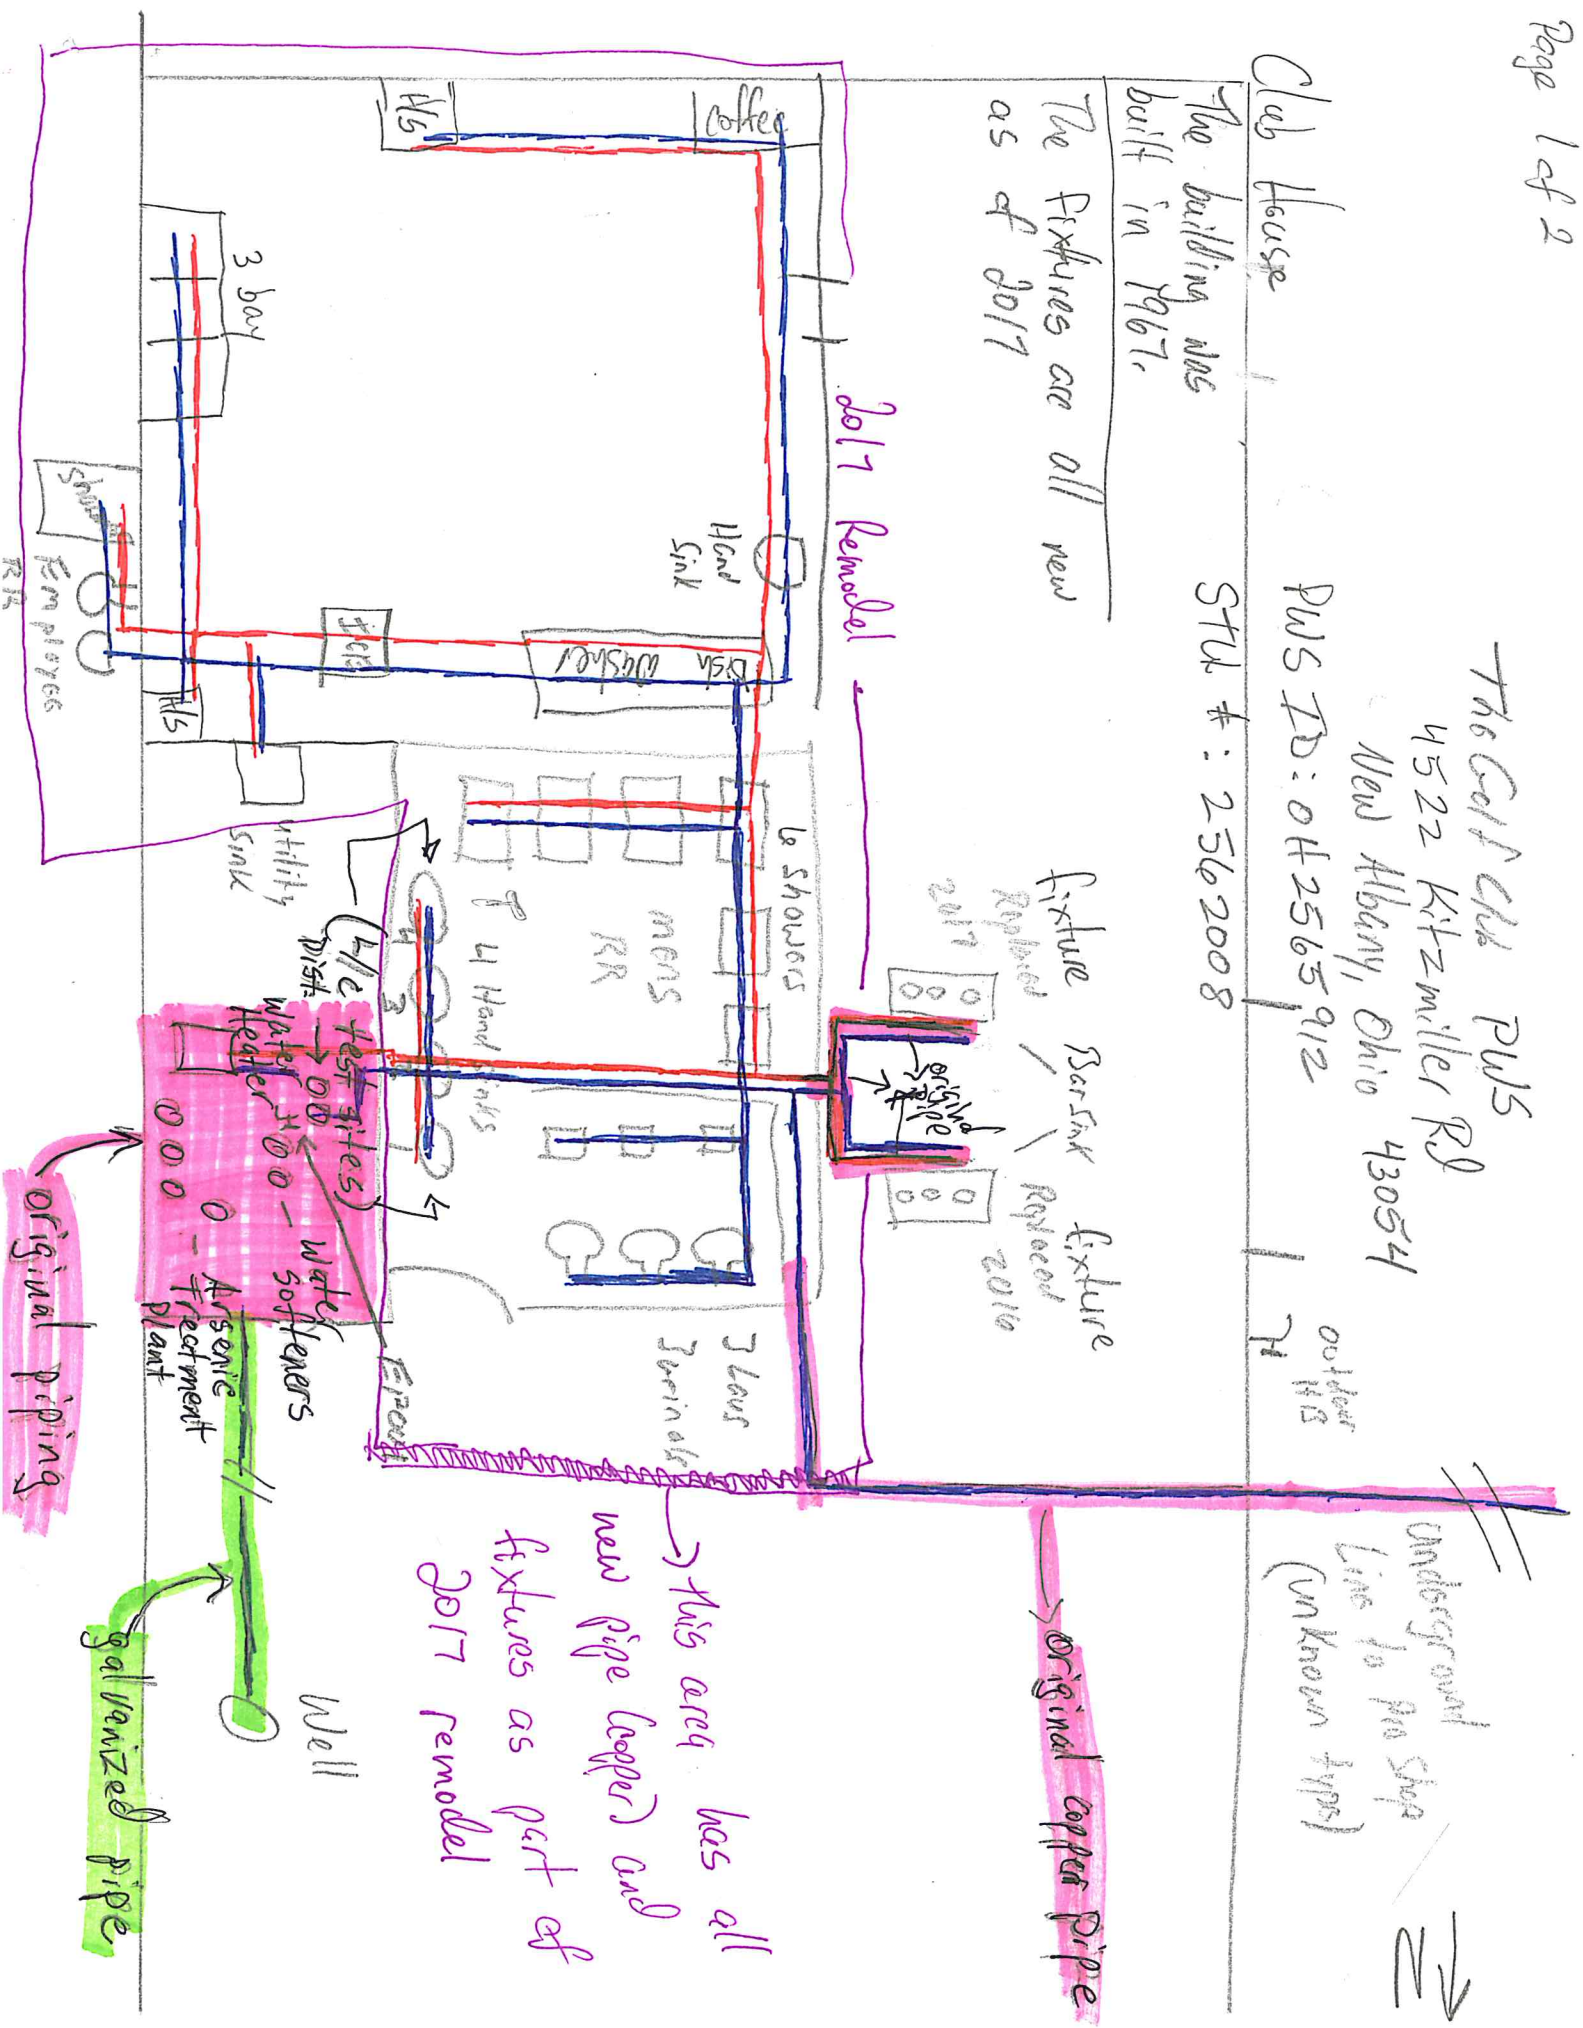 Page 1 of 2
The Golf Club PWS
4522 Kitzmiller Rd
New Albany, Ohio 43054
PWS ID: OH2565912
STU #: 2562008
Club House
The building was
built in 1967.
The fixtures are all new
as of 2017
outdoor
HB
N
Underground
Line to Pro Shop
(unknown type)
original copper pipe
fixture
Replaced
2017
Bar sink
fixture
Replaced
2016
original
pipe
2017 Remodel
coffee
H/S
Hand
Sink
Dish
Washer
Ice
3 bay
Shower
Employee
RR
H/S
utility
sink
6 showers
mens
RR
4 Hand sinks
4
3
3 Lavs
3 urinals
(L/C test sites)
Dist.
Water
Heater
Water
Softeners
Arsenic
Treatment
Plant
original piping
Well
galvanized pipe
this area has all
new pipe (copper) and
fixtures as part of
2017 remodel